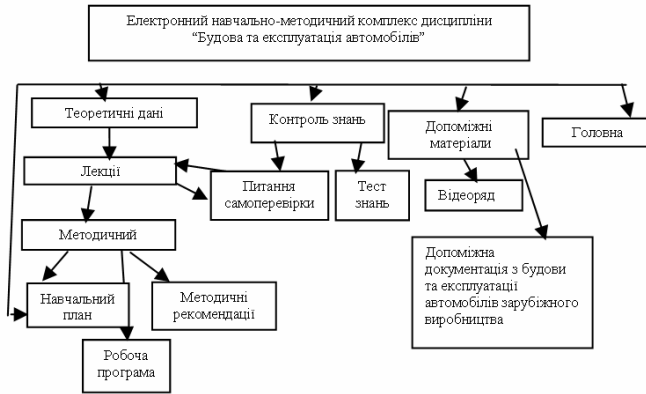 Електронний навчально-методичний комплекс дисципліни
“Будова та експлуатація автомобілів”
Теоретичні дані
Контроль знань
Допоміжні
матеріали
Головна
Лекції
Питання
самоперевірки
Тест
знань
Відеоряд
Методичний
Допоміжна
документація з будови
та експлуатації
автомобілів зарубіжного
виробництва
Навчальний
план
Методичні
рекомендації
Робоча
програма